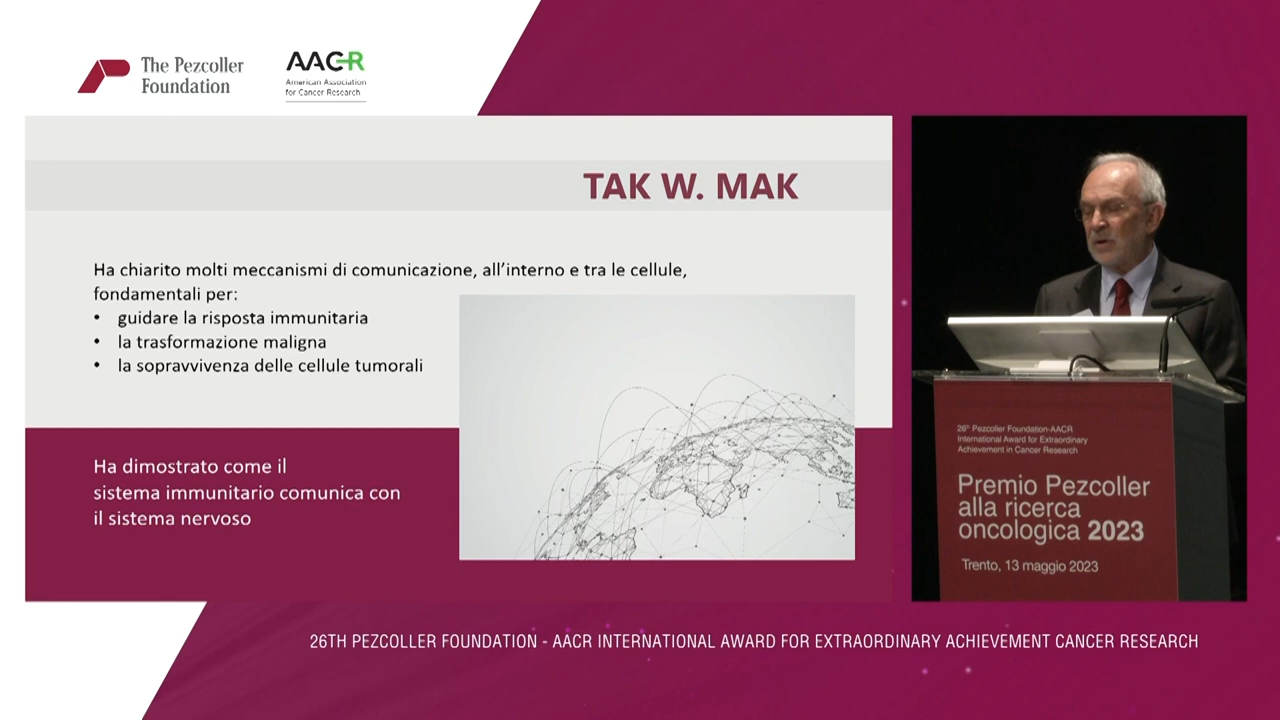 The Pezcoller
Foundation
AACR
American Association
for Cancer Research
TAK W. MAK
Ha chiarito molti meccanismi di comunicazione, all'interno e tra le cellule,
fondamentali per:
• guidare la risposta immunitaria
• la trasformazione maligna
• la sopravvivenza delle cellule tumorali
Ha dimostrato come il
sistema immunitario comunica con
il sistema nervoso
26th Pezcoller Foundation-AACR
International Award for Extraordinary
Achievement in Cancer Research
Premio Pezcoller
alla ricerca
oncologica 2023
Trento, 13 maggio 2023
26TH PEZCOLLER FOUNDATION - AACR INTERNATIONAL AWARD FOR EXTRAORDINARY ACHIEVEMENT CANCER RESEARCH